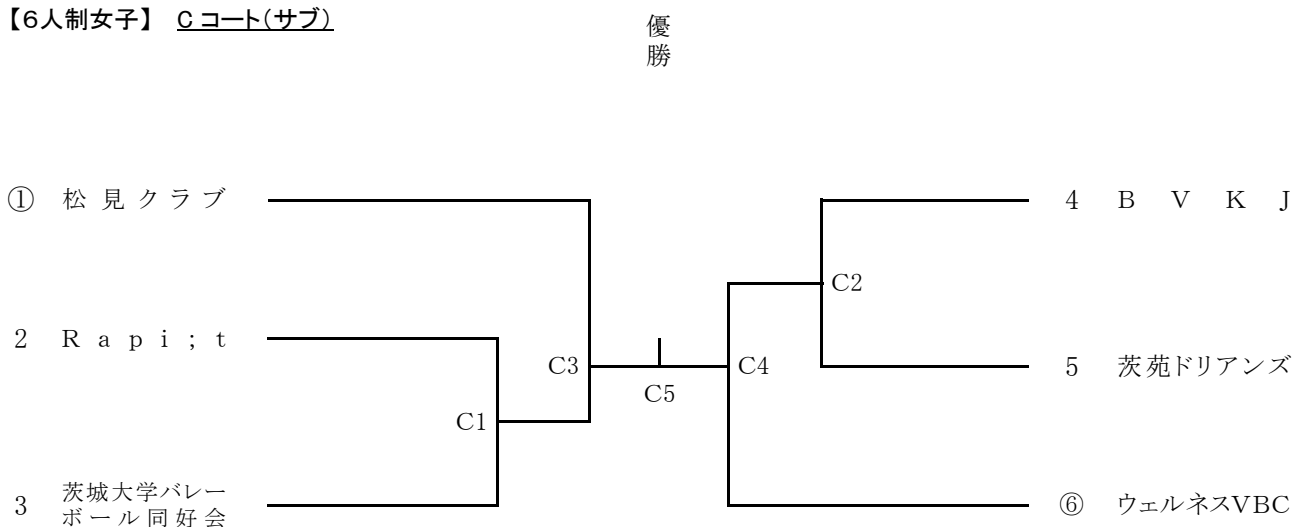 【6人制女子】 Cコート(サブ)
優勝
① 松見クラブ
4 BVKJ
C2
2 Rapi;t
C3
C4
5 茨苑ドリアンズ
C5
C1
3 茨城大学バレー
ボール同好会
⑥ ウェルネスVBC